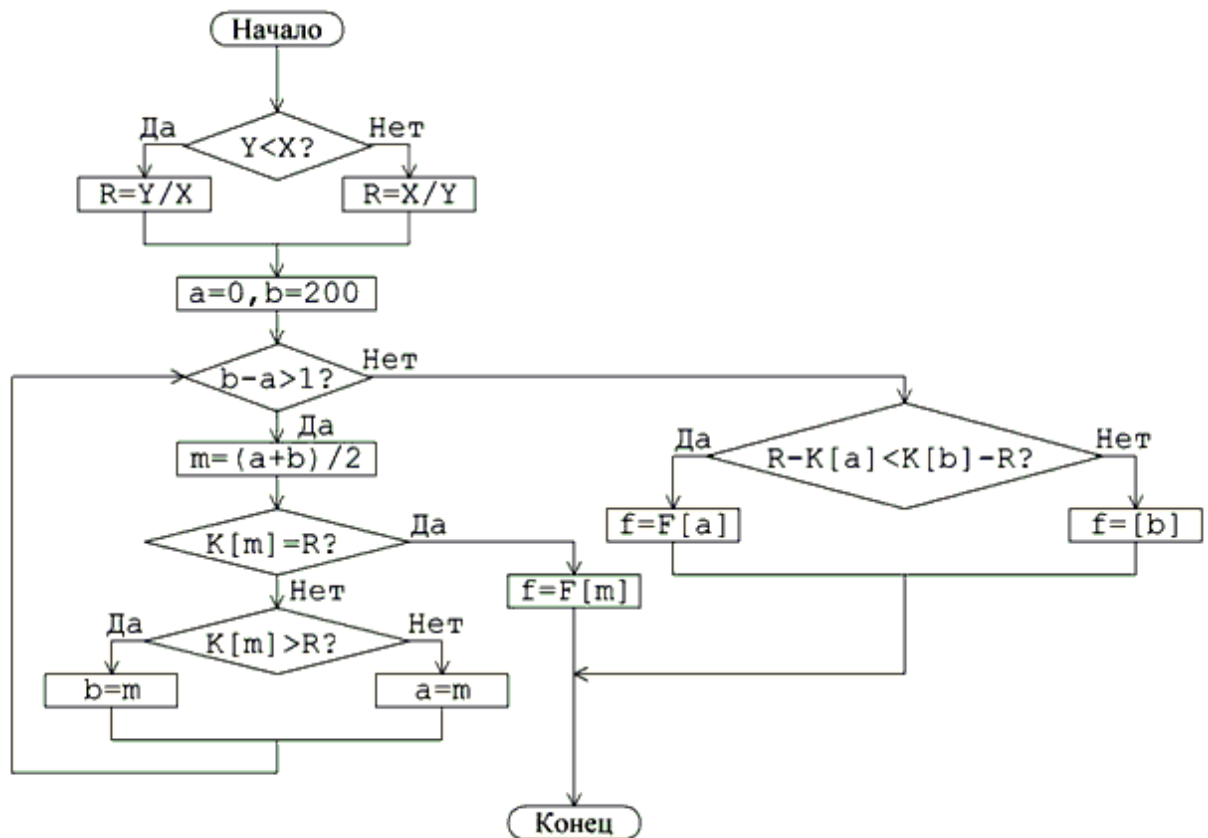 Начало
Y<X?
Да
Нет
R=Y/X
R=X/Y
a=0,b=200
b-a>1?
Нет
Да
m=(a+b)/2
R-K[a]<K[b]-R?
Да
Нет
f=F[a]
f=[b]
K[m]=R?
Да
f=F[m]
Нет
K[m]>R?
Да
Нет
b=m
a=m
Конец